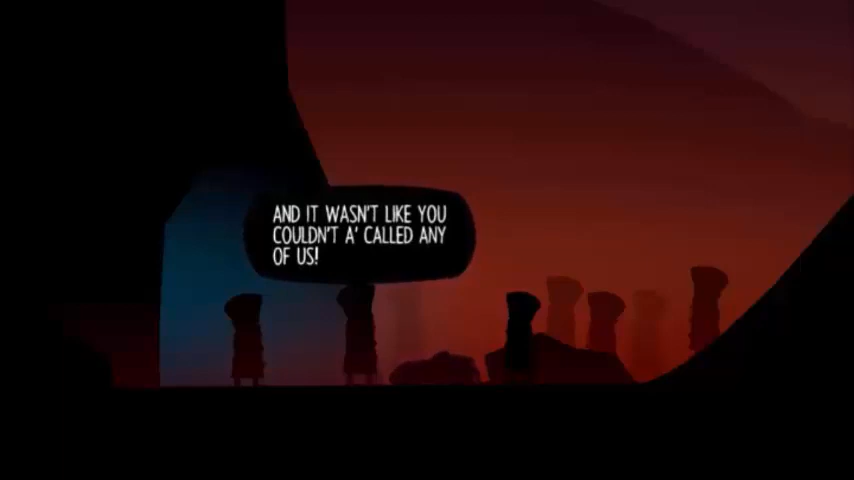 AND IT WASN'T LIKE YOU
COULDN'T A' CALLED ANY
OF US!